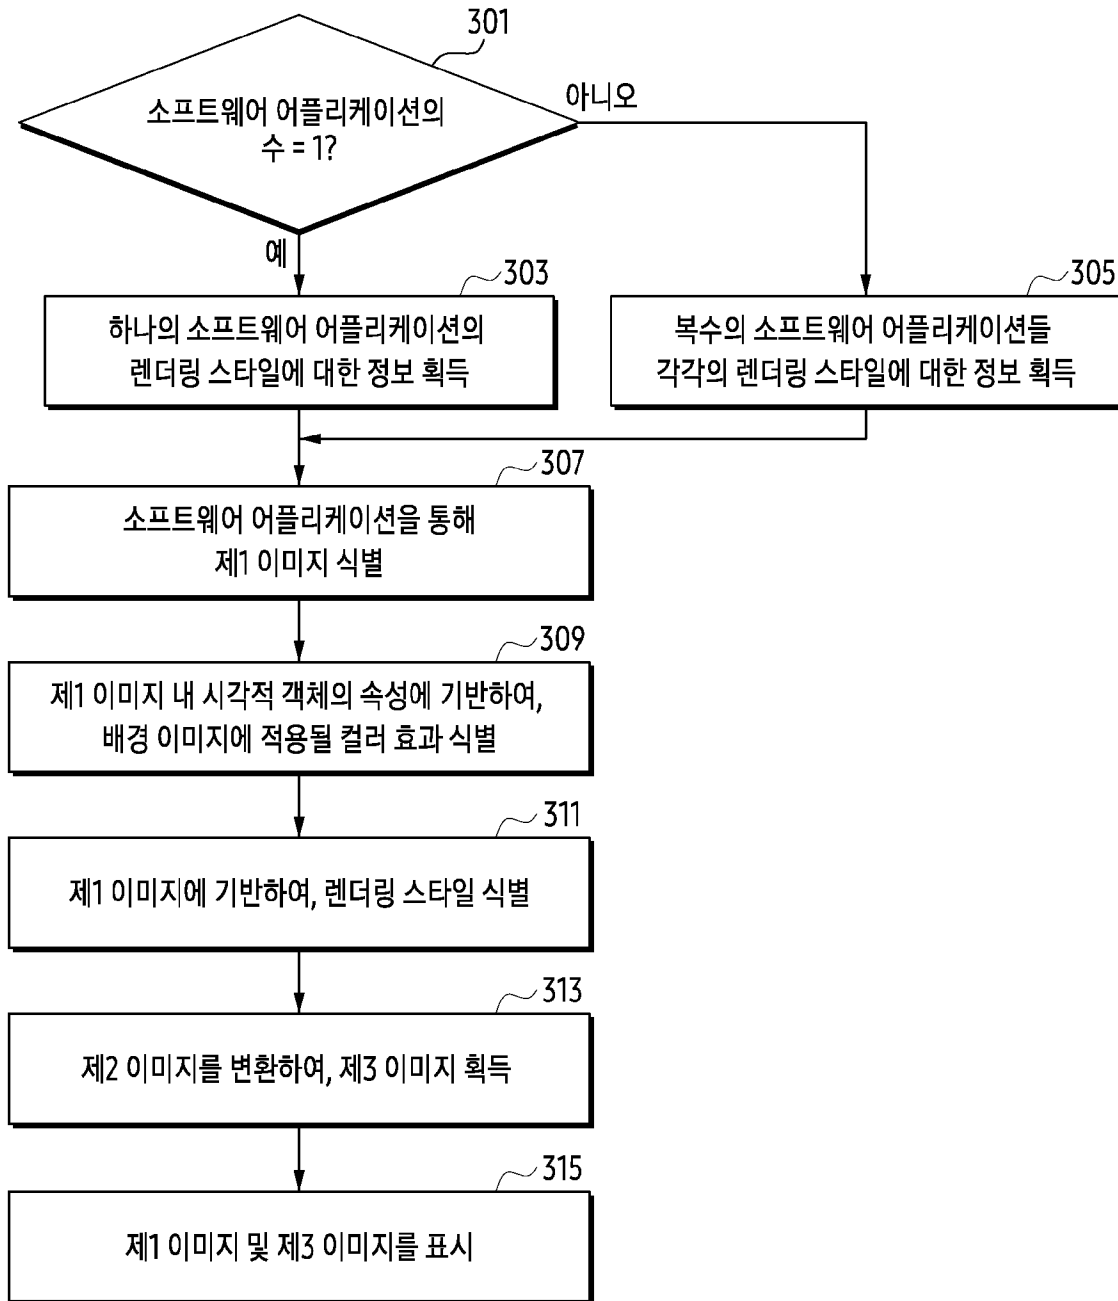 301
소프트웨어 어플리케이션의
수 = 1?
아니오
예
303
하나의 소프트웨어 어플리케이션의
렌더링 스타일에 대한 정보 획득
305
복수의 소프트웨어 어플리케이션들
각각의 렌더링 스타일에 대한 정보 획득
307
소프트웨어 어플리케이션을 통해
제1 이미지 식별
309
제1 이미지 내 시각적 객체의 속성에 기반하여,
배경 이미지에 적용될 컬러 효과 식별
311
제1 이미지에 기반하여, 렌더링 스타일 식별
313
제2 이미지를 변환하여, 제3 이미지 획득
315
제1 이미지 및 제3 이미지를 표시